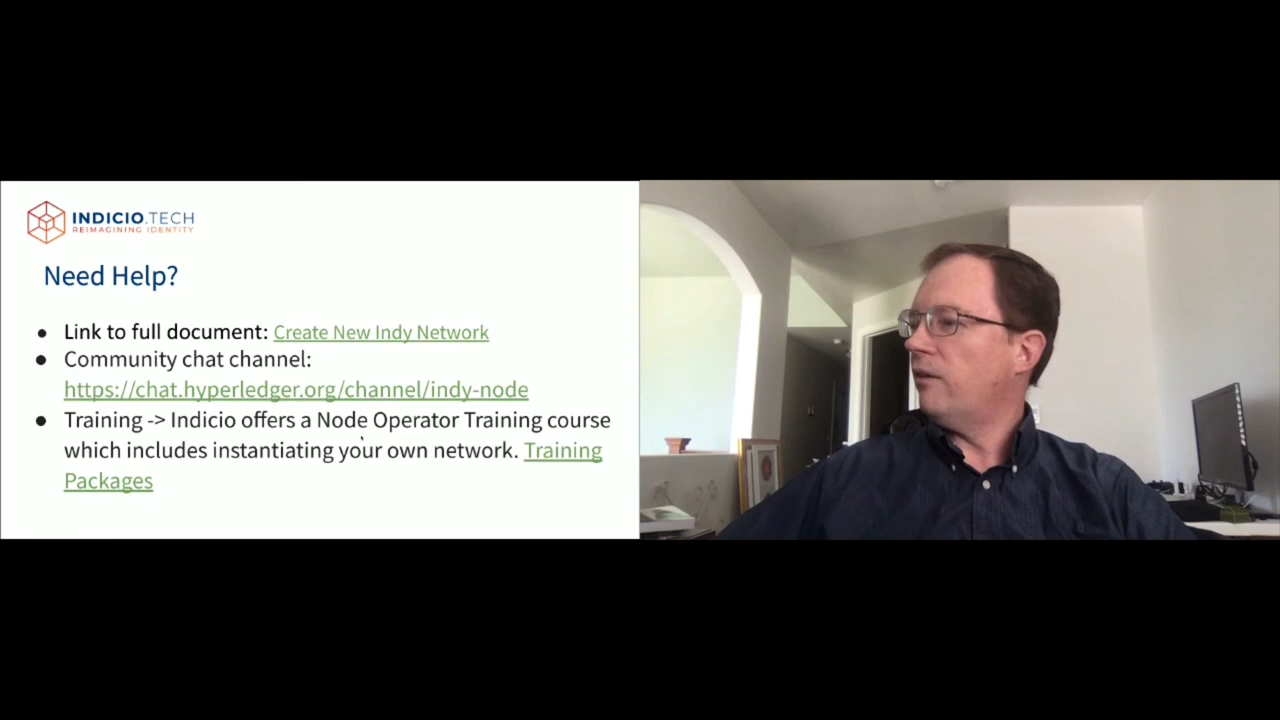 INDICIO.TECH
REIMAGINING IDENTITY
Need Help?
● Link to full document: Create New Indy Network
● Community chat channel:
https://chat.hyperledger.org/channel/indy-node
● Training -> Indicio offers a Node Operator Training course
which includes instantiating your own network. Training
Packages